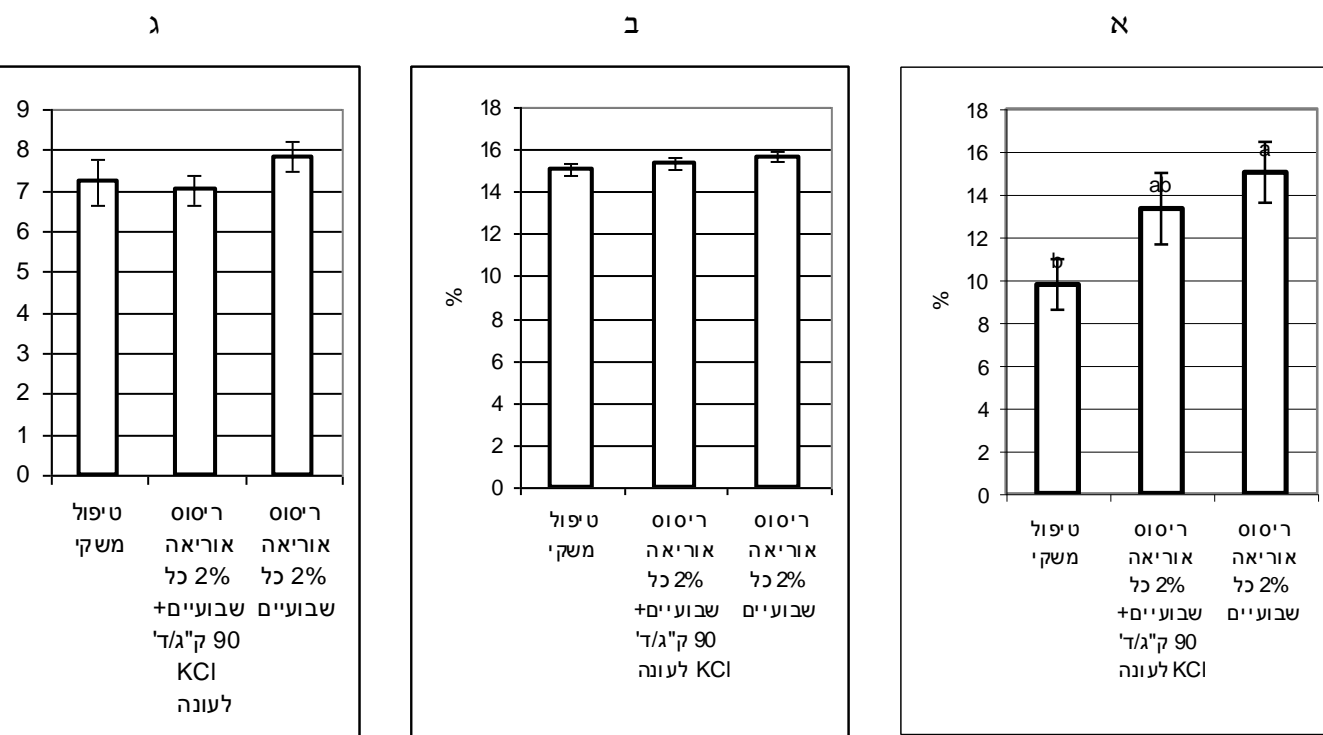 א
18
16
14
12
10
8
6
4
2
0
%
b
ab
a
טיפול
משקי
ריסוס
אוריאה
2% כל
שבועיים+
90 ק"ג/ד'
KCl לעונה
ריסוס
אוריאה
2% כל
שבועיים
ב
18
16
14
12
10
8
6
4
2
0
%
טיפול
משקי
ריסוס
אוריאה
2% כל
שבועיים+
90 ק"ג/ד'
KCl לעונה
ריסוס
אוריאה
2% כל
שבועיים
ג
9
8
7
6
5
4
3
2
1
0
טיפול
משקי
ריסוס
אוריאה
2% כל
שבועיים+
90 ק"ג/ד'
KCl
לעונה
ריסוס
אוריאה
2% כל
שבועיים